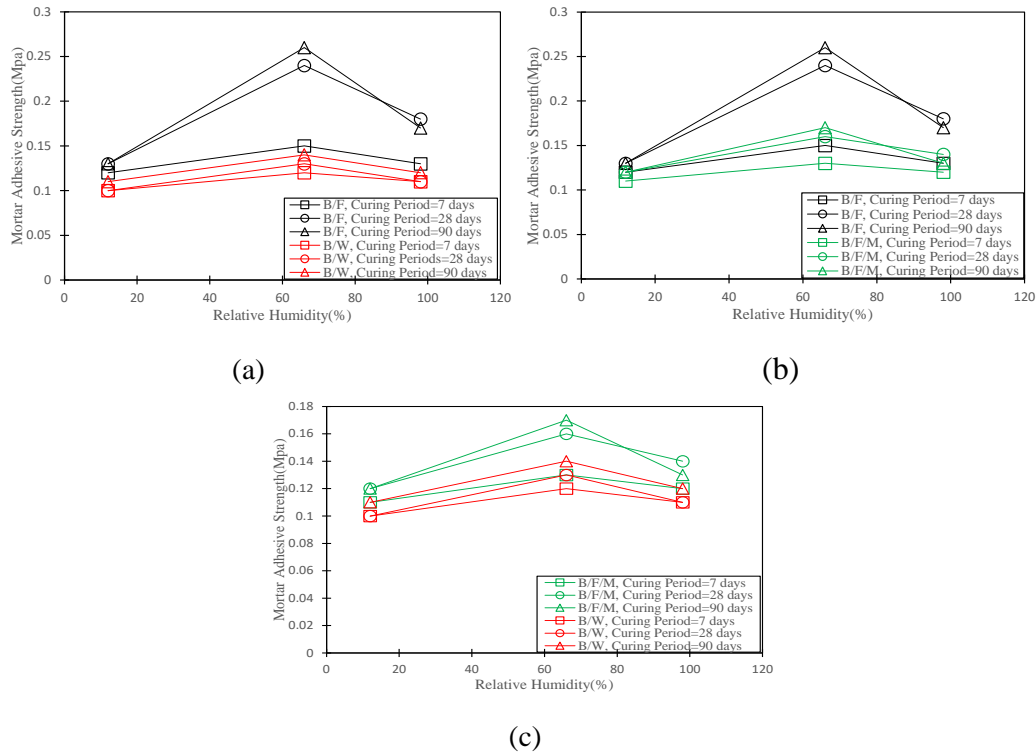 0.3
0.25
0.2
0.15
0.1
0.05
0
Mortar Adhesive Strength(Mpa)
B/F, Curing Period=7 days
B/F, Curing Period=28 days
B/F, Curing Period=90 days
B/W, Curing Period=7 days
B/W, Curing Periods=28 days
B/W, Curing Period=90 days
0 20 40 60 80 100 120
Relative Humidity(%)
(a)
0.3
0.25
0.2
0.15
0.1
0.05
0
Mortar Adhesive Strength(Mpa)
B/F, Curing Period=7 days
B/F, Curing Period=28 days
B/F, Curing Period=90 days
B/F/M, Curing Period=7 days
B/F/M, Curing Period=28 days
B/F/M, Curing Period=90 days
0 20 40 60 80 100 120
Relative Humidity(%)
(b)
0.18
0.16
0.14
0.12
0.1
0.08
0.06
0.04
0.02
0
Mortar Adhesive Strength(Mpa)
B/F/M, Curing Period=7 days
B/F/M, Curing Period=28 days
B/F/M, Curing Period=90 days
B/W, Curing Period=7 days
B/W, Curing Period=28 days
B/W, Curing Period=90 days
0 20 40 60 80 100 120
Relative Humidity(%)
(c)